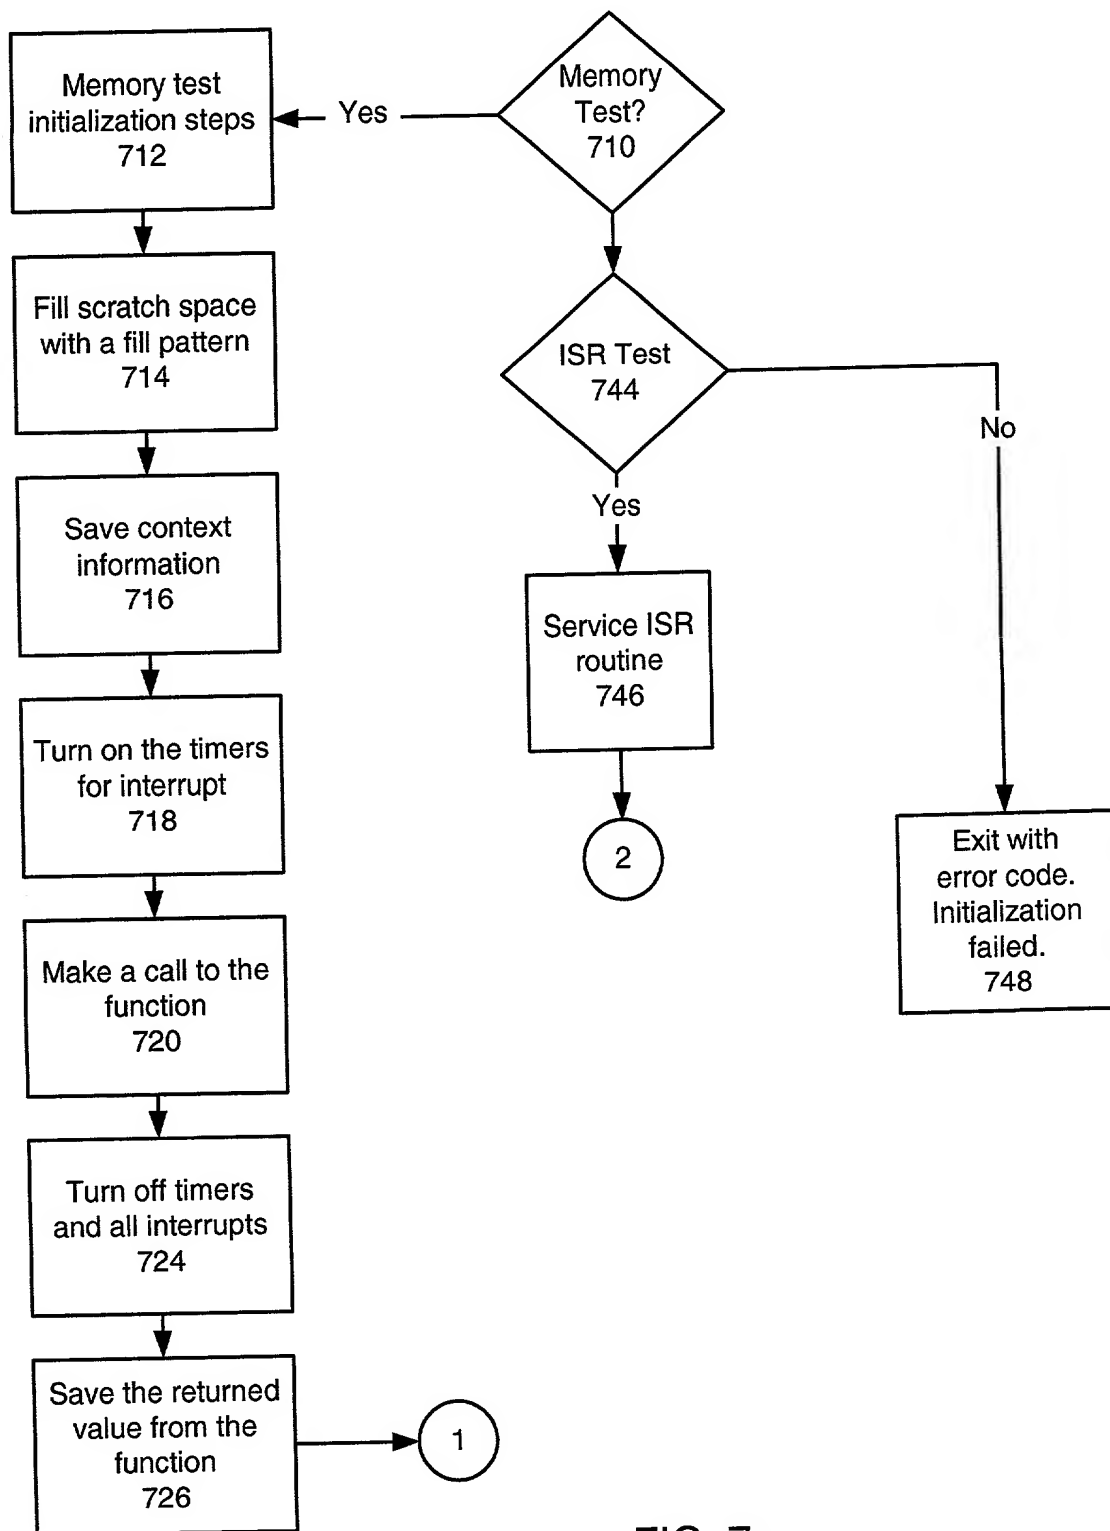 Memory test
initialization steps
712
Yes
Memory
Test?
710
Fill scratch space
with a fill pattern
714
ISR Test
744
No
Yes
Save context
information
716
Service ISR
routine
746
Turn on the timers
for interrupt
718
2
Exit with
error code.
Initialization
failed.
748
Make a call to the
function
720
Turn off timers
and all interrupts
724
Save the returned
value from the
function
726
1